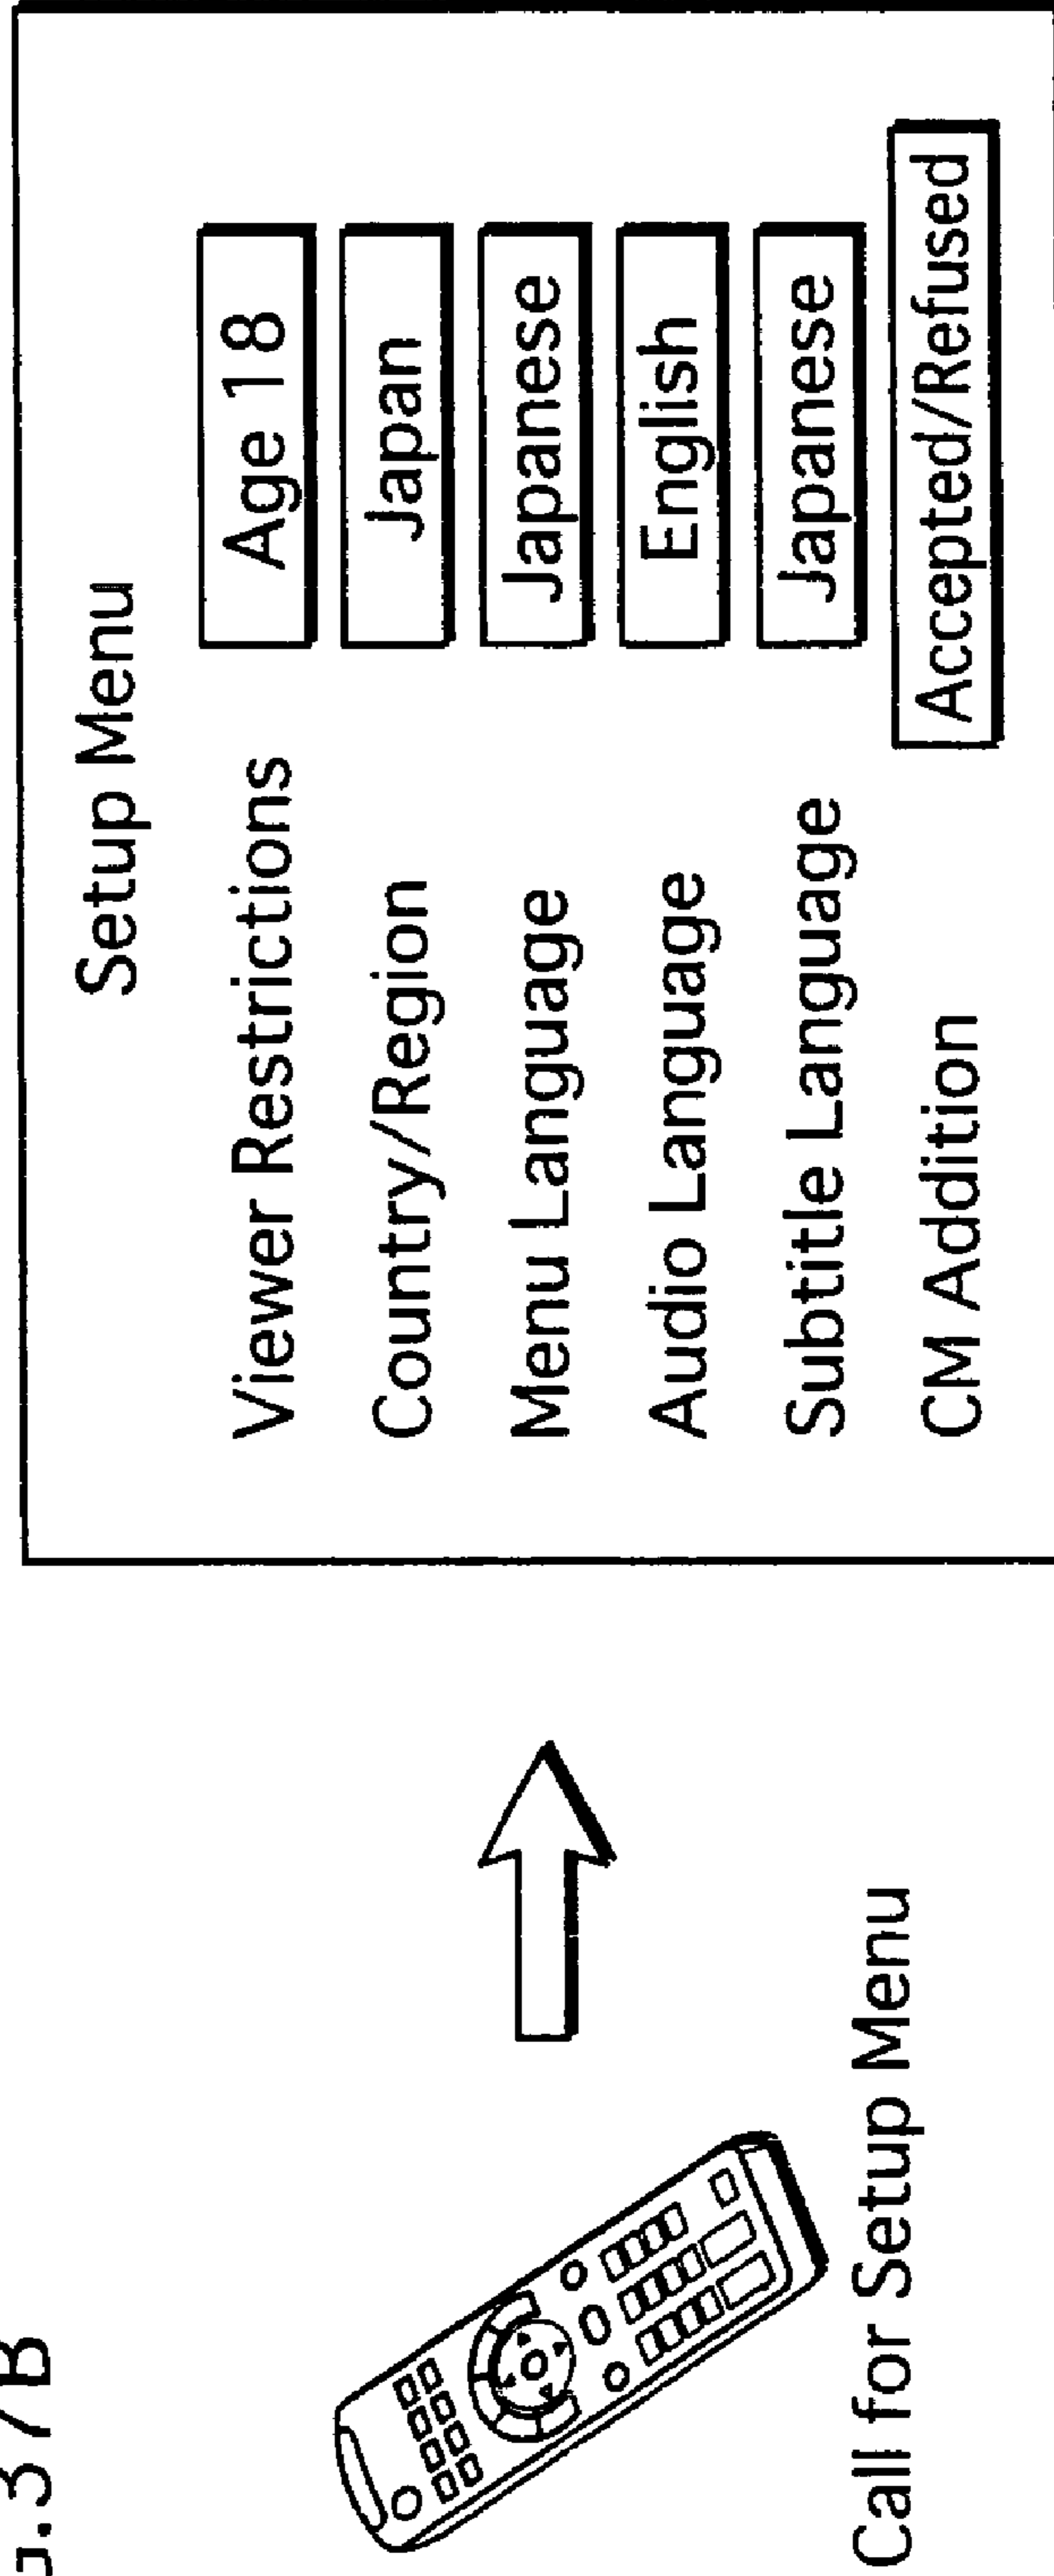 .37B
Call for Setup Menu
Setup Menu
Viewer Restrictions Age 18
Country/Region Japan
Menu Language Japanese
Audio Language English
Subtitle Language Japanese
CM Addition Accepted/Refused